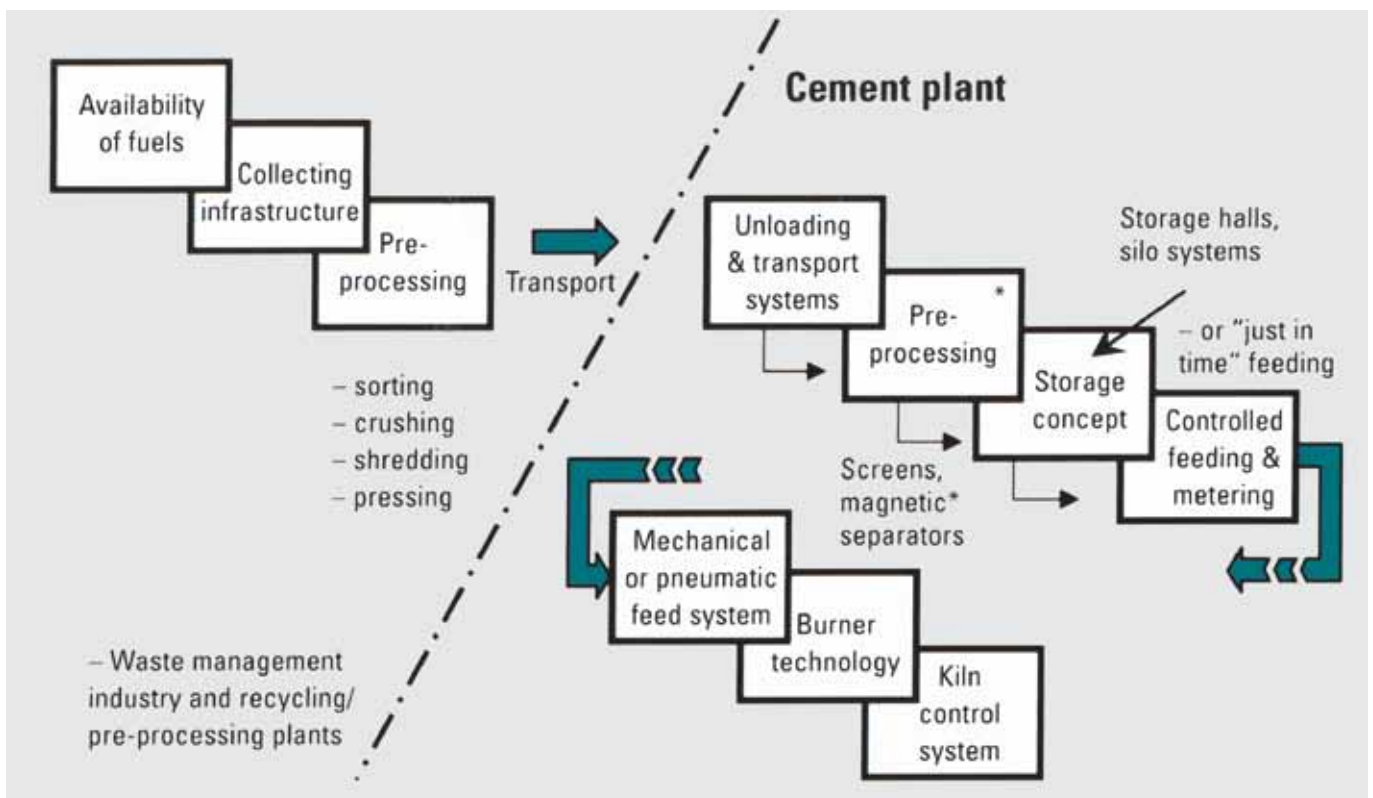 Availability
of fuels
Collecting
infrastructure
Pre-
processing
Transport
– sorting
– crushing
– shredding
– pressing
– Waste management
industry and recycling/
pre-processing plants
Cement plant
Unloading
& transport
systems
*
Pre-
processing
Storage halls,
silo systems
– or "just in
time" feeding
Storage
concept
Controlled
feeding &
metering
Screens,
magnetic*
separators
Mechanical
or pneumatic
feed system
Burner
technology
Kiln
control
system